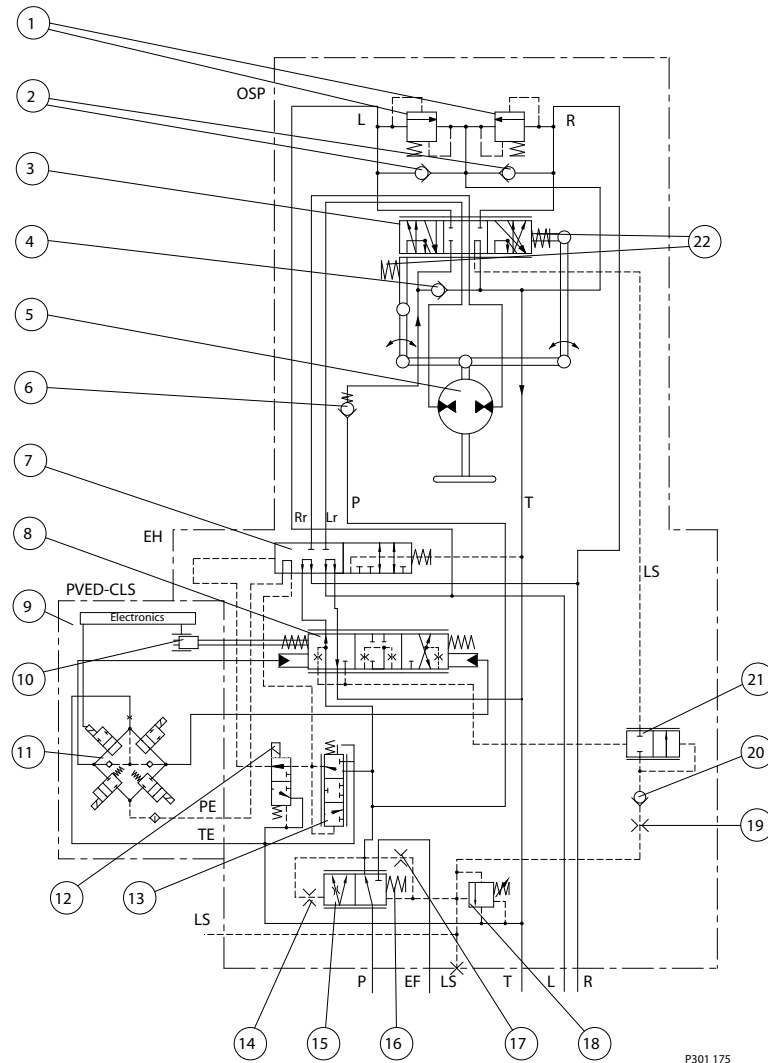 1
OSP
2
L
R
3
4
22
5
6
P
T
Rr
Lr
7
EH
8
LS
PVED-CLS
9
Electronics
10
21
11
20
PE
19
TE
12
13
LS
P
EF
LS
T
L
R
14
15
16
17
18
P301 175